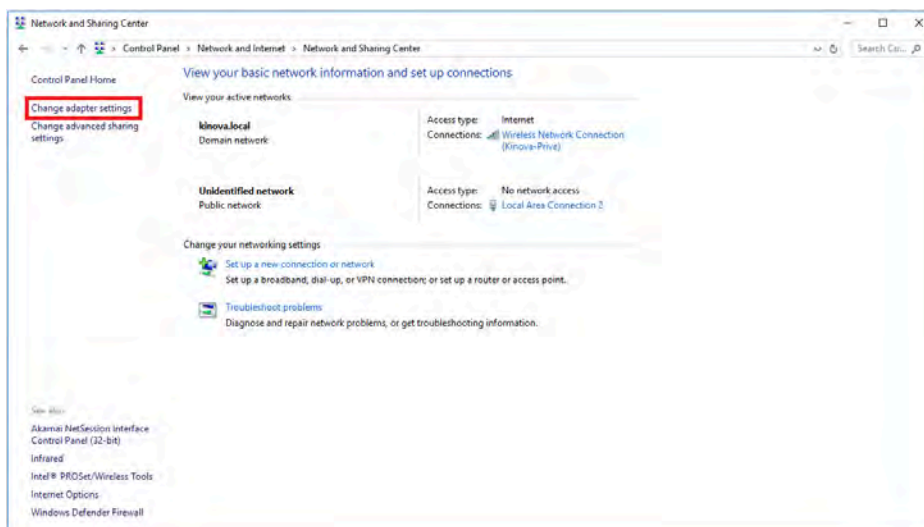 Network and Sharing Center
Control Panel > Network and Internet > Network and Sharing Center
Search Co...
Control Panel Home
Change adapter settings
Change advanced sharing
settings
View your basic network information and set up connections
View your active networks
kinova.local
Domain network
Access type: Internet
Connections: Wireless Network Connection
(Kinova-Prive)
Unidentified network
Public network
Access type: No network access
Connections: Local Area Connection 2
Change your networking settings
Set up a new connection or network
Set up a broadband, dial-up, or VPN connection; or set up a router or access point.
Troubleshoot problems
Diagnose and repair network problems, or get troubleshooting information.
See also
Akamai NetSession Interface
Control Panel (32-bit)
Infrared
Intel® PROSet/Wireless Tools
Internet Options
Windows Defender Firewall